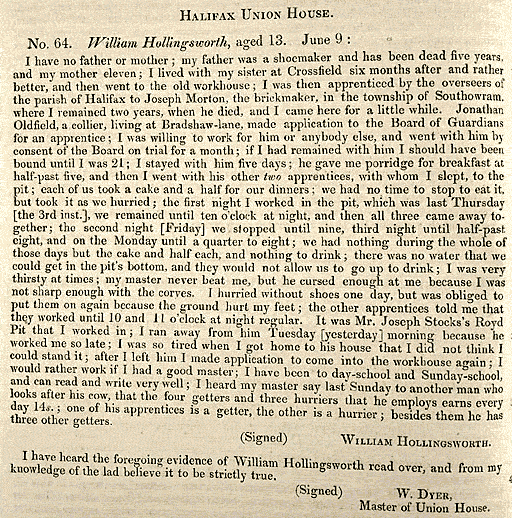 HALIFAX UNION HOUSE.
No. 64. William Hollingsworth, aged 13. June 9 :
I have no father or mother ; my father was a shoemaker and has been dead five years,
and my mother eleven ; I lived with my sister at Crossfield six months after and rather
better, and then went to the old workhouse ; I was then apprenticed by the overseers of
the parish of Halifax to Joseph Morton, the brickmaker, in the township of Southowram,
where I remained two years, when he died, and I came here for a little while. Jonathan
Oldfield, a collier, living at Bradshaw-lane, made application to the Board of Guardians
for an apprentice ; I was willing to work for him or anybody else, and went with him by
consent of the Board on trial for a month ; if I had remained with him I should have been
bound until I was 21 ; I stayed with him five days ; he gave me porridge for breakfast at
half-past five, and then I went with his other two apprentices, with whom I slept, to the
pit ; each of us took a cake and a half for our dinners ; we had no time to stop to eat it,
but took it as we hurried ; the first night I worked in the pit, which was last Thursday
[the 3rd inst.], we remained until ten o'clock at night, and then all three came away to-
gether ; the second night [Friday] we stopped until nine, third night until half-past
eight, and on the Monday until a quarter to eight ; we had nothing during the whole of
those days but the cake and half each, and nothing to drink ; there was no water that we
could get in the pit's bottom, and they would not allow us to go up to drink ; I was very
thirsty at times ; my master never beat me, but he cursed enough at me because I was
not sharp enough with the corves. I hurried without shoes one day, but was obliged to
put them on again because the ground hurt my feet ; the other apprentices told me that
they worked until 10 and 11 o'clock at night regular. It was Mr. Joseph Stocks's Royd
Pit that I worked in ; I ran away from him Tuesday [yesterday] morning because he
worked me so late ; I was so tired when I got home to his house that I did not think I
could stand it ; after I left him I made application to come into the workhouse again ; I
would rather work if I had a good master ; I have been to day-school and Sunday-school,
and can read and write very well ; I heard my master say last Sunday to another man who
looks after his cow, that the four getters and three hurriers that he employs earns every
day 14s. ; one of his apprentices is a getter, the other is a hurrier ; besides them he has
three other getters.
(Signed) WILLIAM HOLLINGSWORTH.
I have heard the foregoing evidence of William Hollingsworth read over, and from my
knowledge of the lad believe it to be strictly true.
(Signed) W. DYER,
Master of Union House.